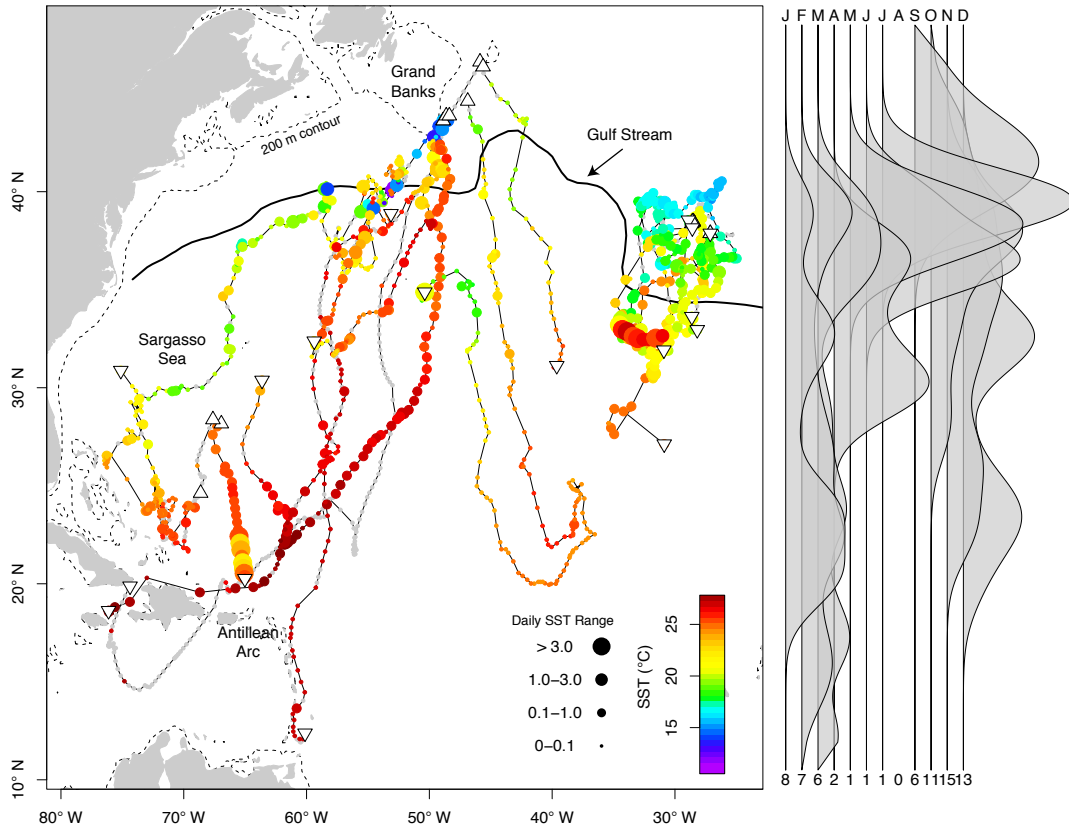 J F M A M J J A S O N D
Grand
Banks
200 m contour
Gulf Stream
40° N
Sargasso
Sea
30° N
20° N
Antillean
Arc
Daily SST Range
> 3.0
1.0−3.0
0.1−1.0
0−0.1
SST (°C)
25
20
15
10° N
8 7 6 2 1 1 1 0 6 11 15 13
80° W 70° W 60° W 50° W 40° W 30° W